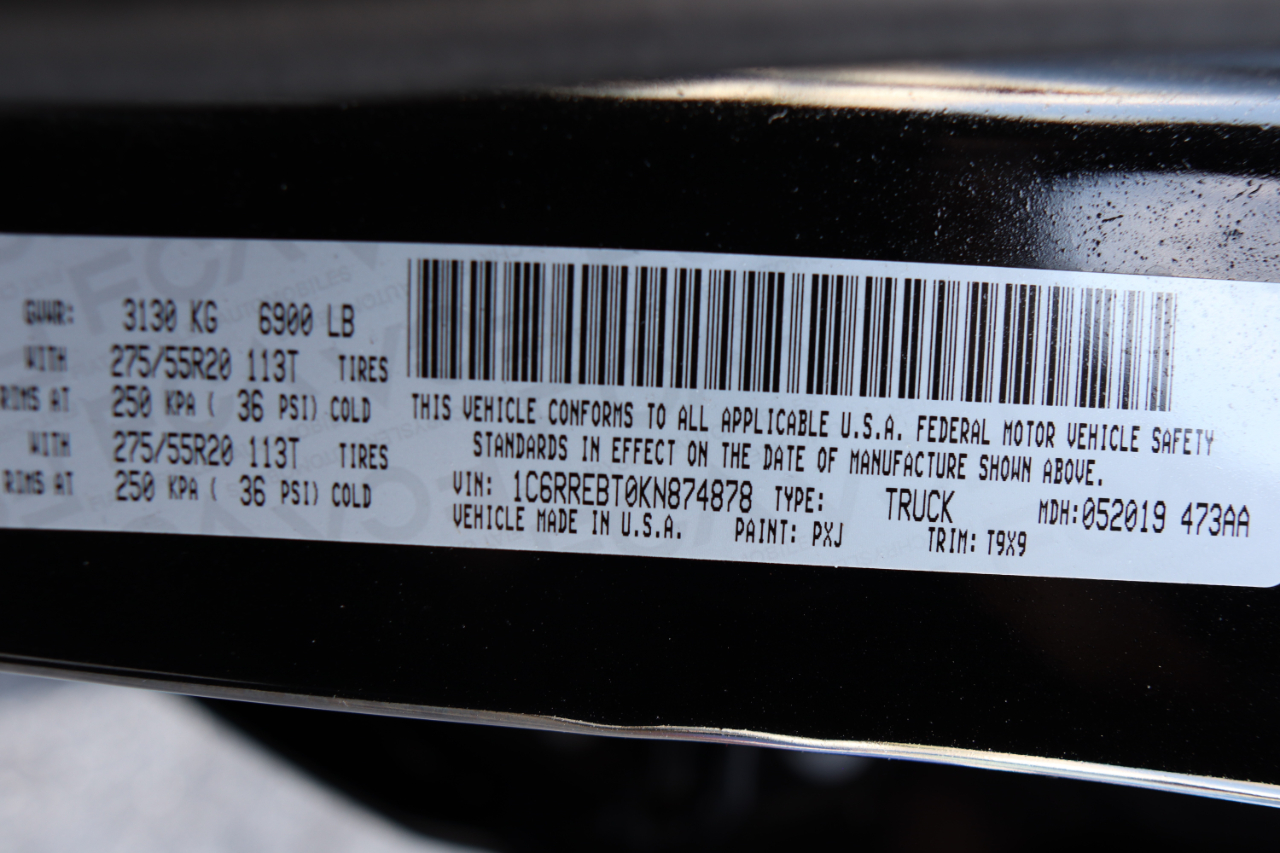 GVWR: 3130 KG 6900 LB
WITH 275/55R20 113T TIRES
RIMS AT 250 KPA ( 36 PSI) COLD
WITH 275/55R20 113T TIRES
RIMS AT 250 KPA ( 36 PSI) COLD
THIS VEHICLE CONFORMS TO ALL APPLICABLE U.S.A. FEDERAL MOTOR VEHICLE SAFETY
STANDARDS IN EFFECT ON THE DATE OF MANUFACTURE SHOWN ABOVE.
VIN: 1C6RREBT0KN874878 TYPE: TRUCK MDH:052019 473AA
VEHICLE MADE IN U.S.A. PAINT: PXJ TRIM: T9X9